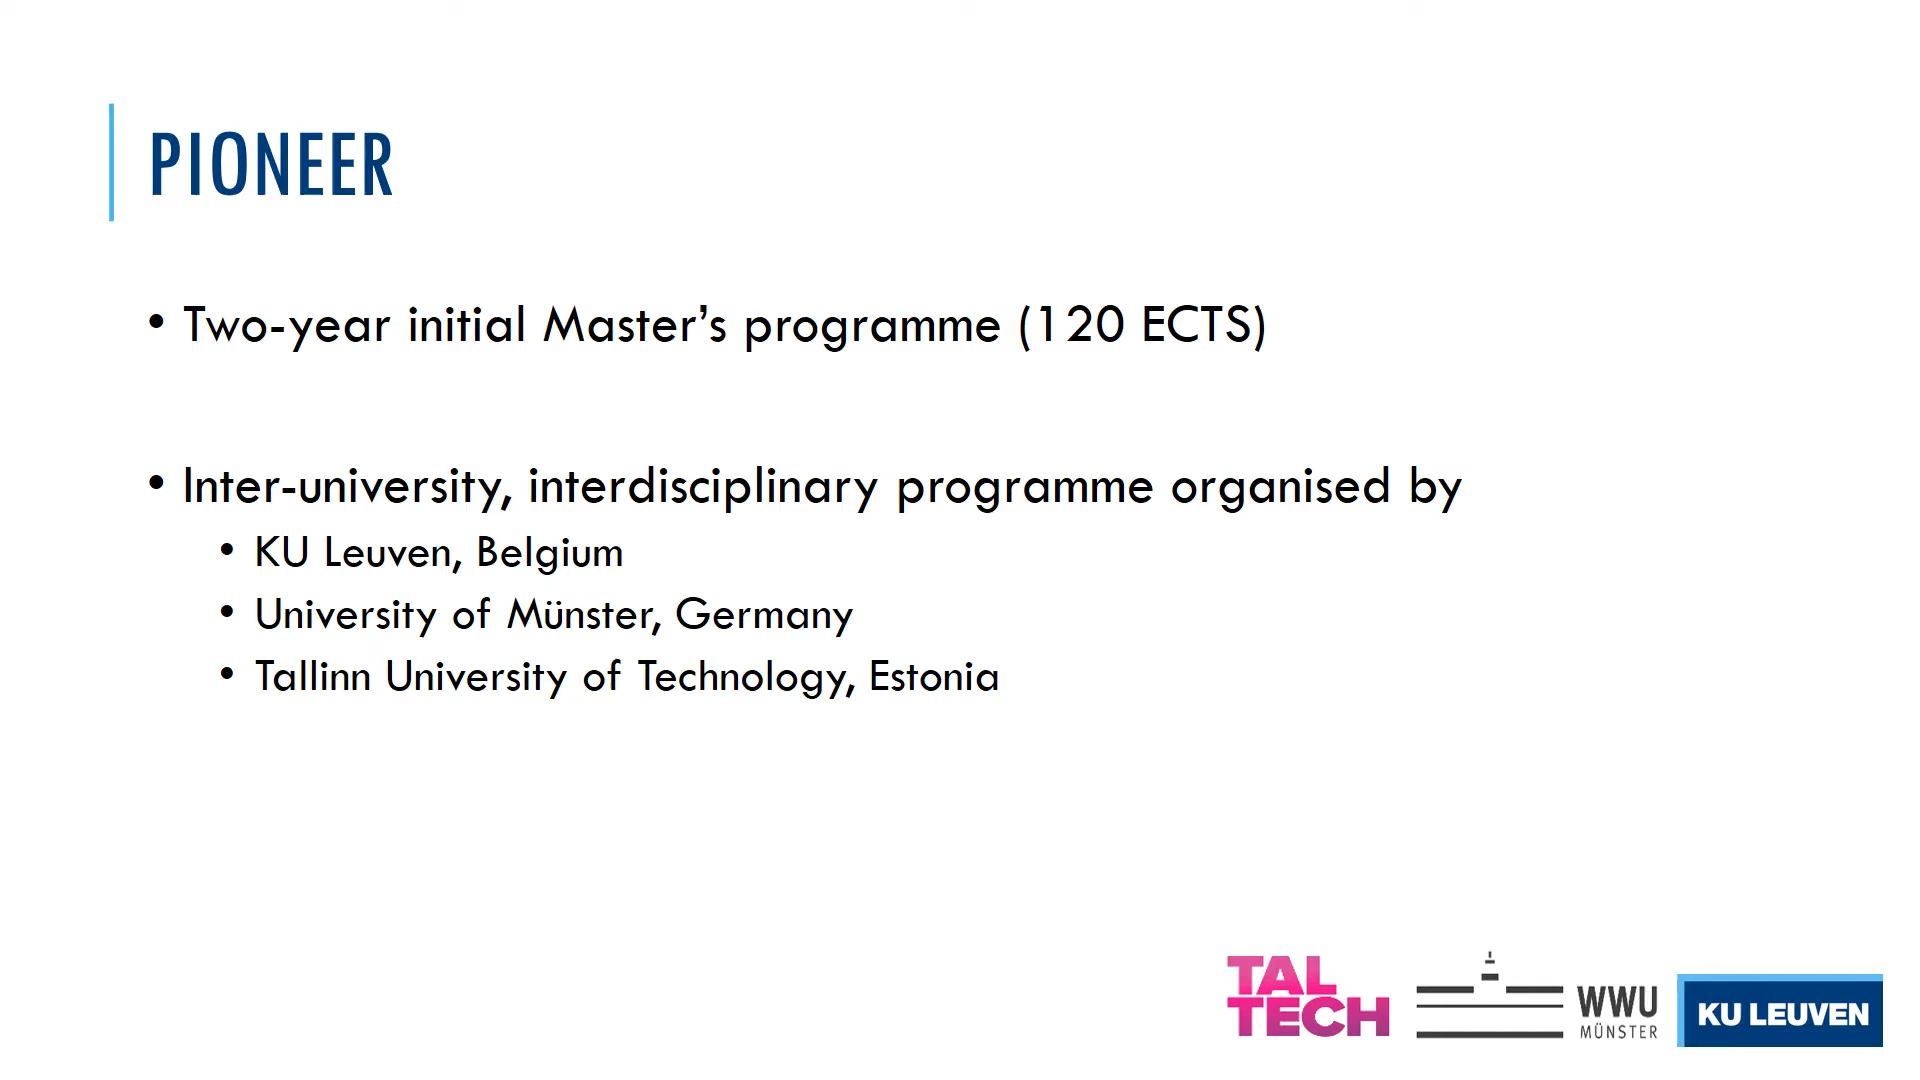 PIONEER
• Two-year initial Master’s programme (120 ECTS)
• Inter-university, interdisciplinary programme organised by
• KU Leuven, Belgium
• University of Münster, Germany
• Tallinn University of Technology, Estonia
TAL
TECH
WWU
MÜNSTER
KU LEUVEN